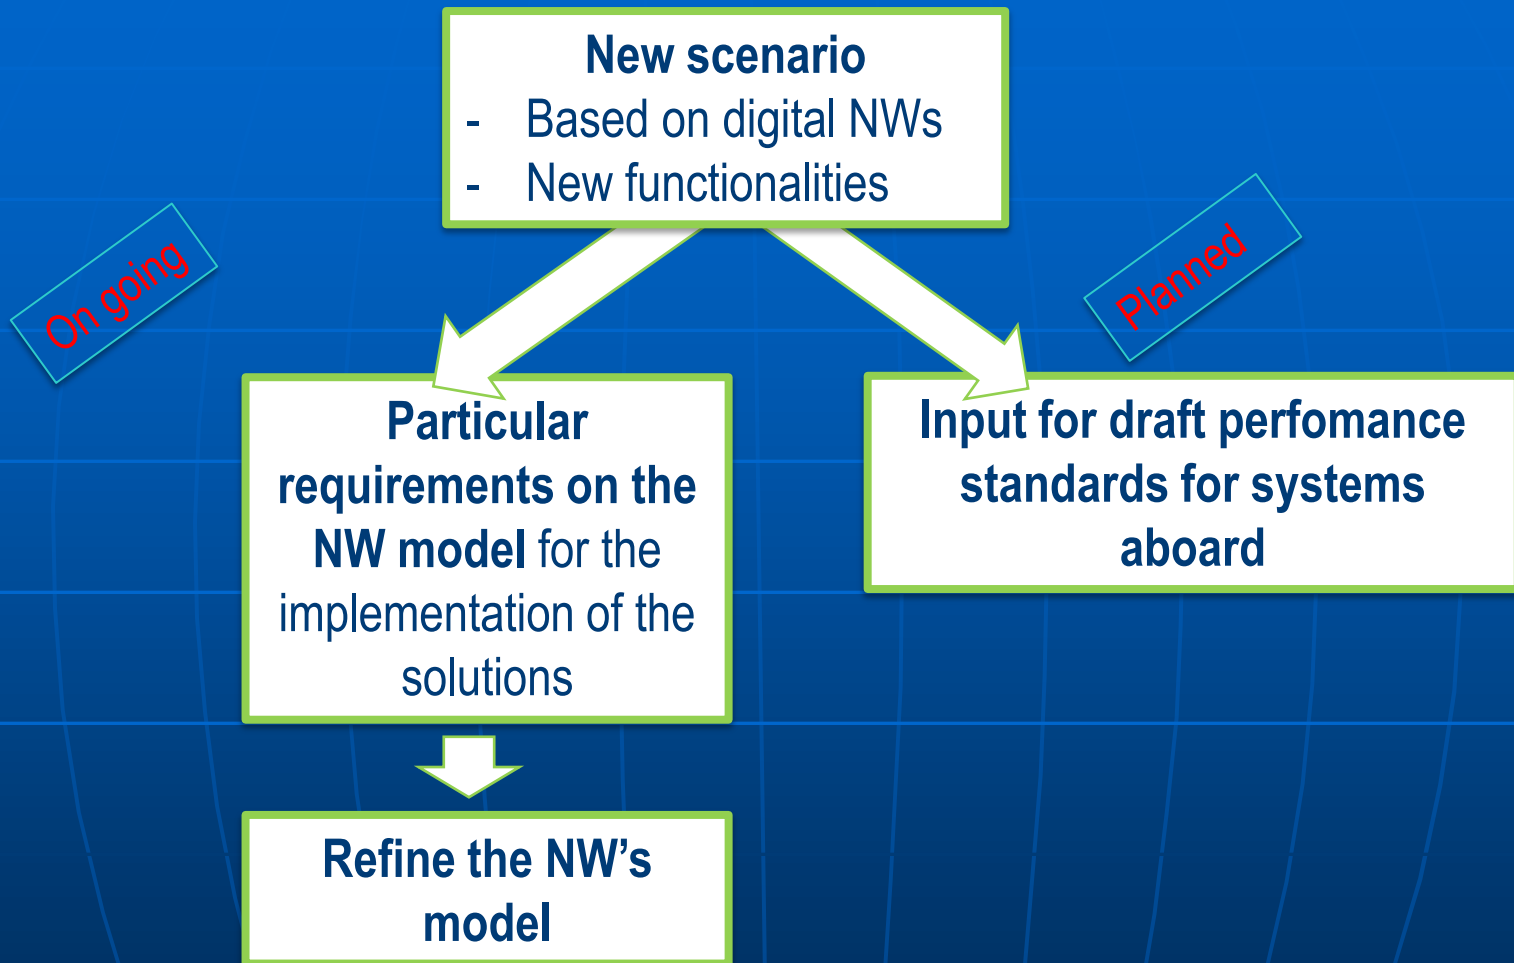 New scenario
- Based on digital NWs
- New functionalities
On going
Planned
Particular
requirements on the
NW model for the
implementation of the
solutions
Input for draft perfomance
standards for systems
aboard
Refine the NW’s
model